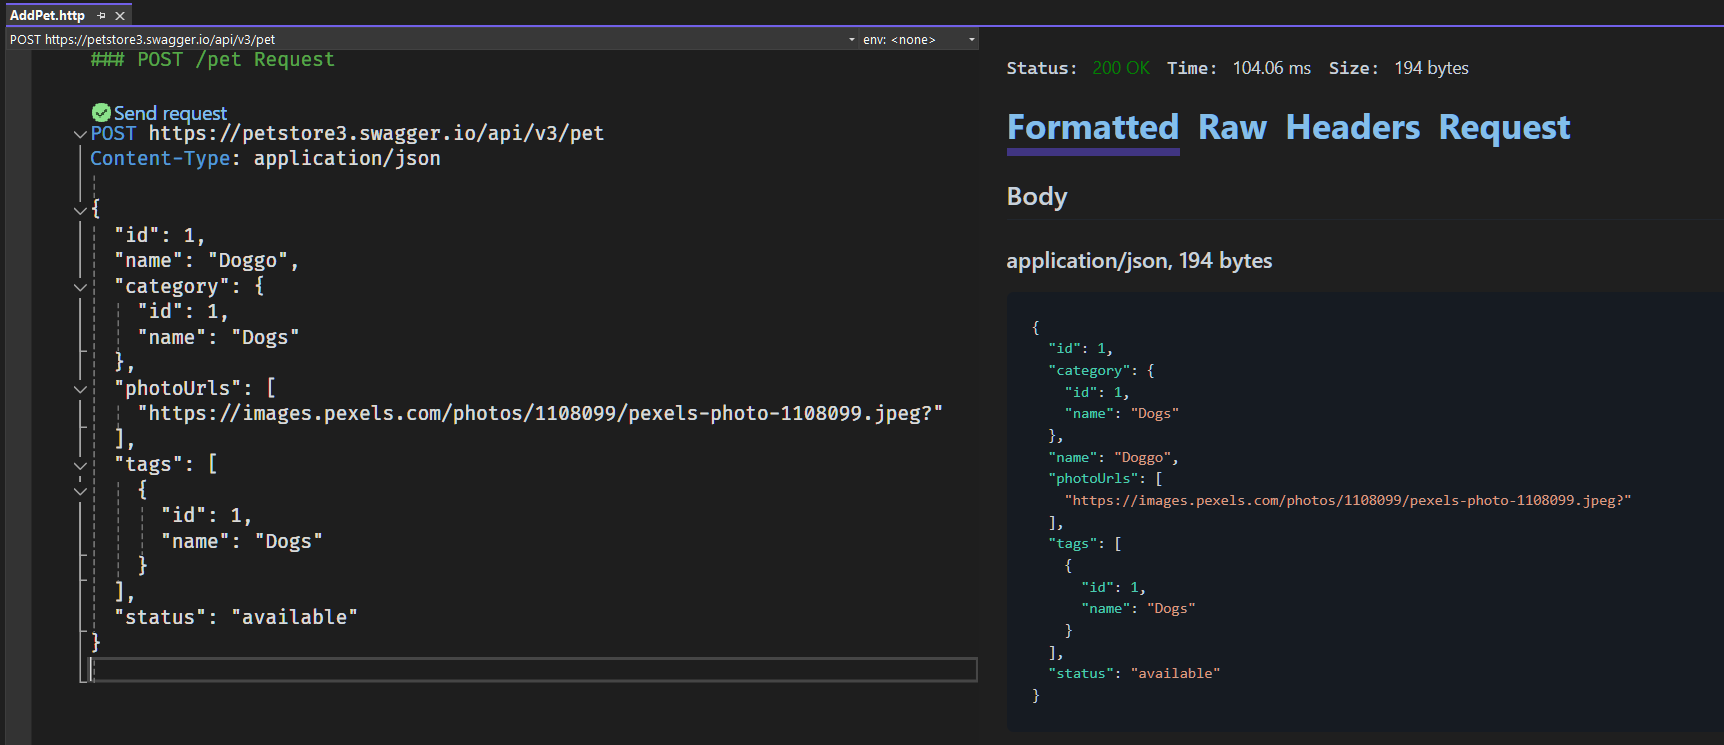 AddPet.http
POST https://petstore3.swagger.io/api/v3/pet env: <none>
### POST /pet Request
Send request
POST https://petstore3.swagger.io/api/v3/pet
Content-Type: application/json
{
"id": 1,
"name": "Doggo",
"category": {
"id": 1,
"name": "Dogs"
},
"photoUrls": [
"https://images.pexels.com/photos/1108099/pexels-photo-1108099.jpeg?"
],
"tags": [
{
"id": 1,
"name": "Dogs"
}
],
"status": "available"
}
Status: 200 OK Time: 104.06 ms Size: 194 bytes
Formatted Raw Headers Request
Body
application/json, 194 bytes
{
"id": 1,
"category": {
"id": 1,
"name": "Dogs"
},
"name": "Doggo",
"photoUrls": [
"https://images.pexels.com/photos/1108099/pexels-photo-1108099.jpeg?"
],
"tags": [
{
"id": 1,
"name": "Dogs"
}
],
"status": "available"
}